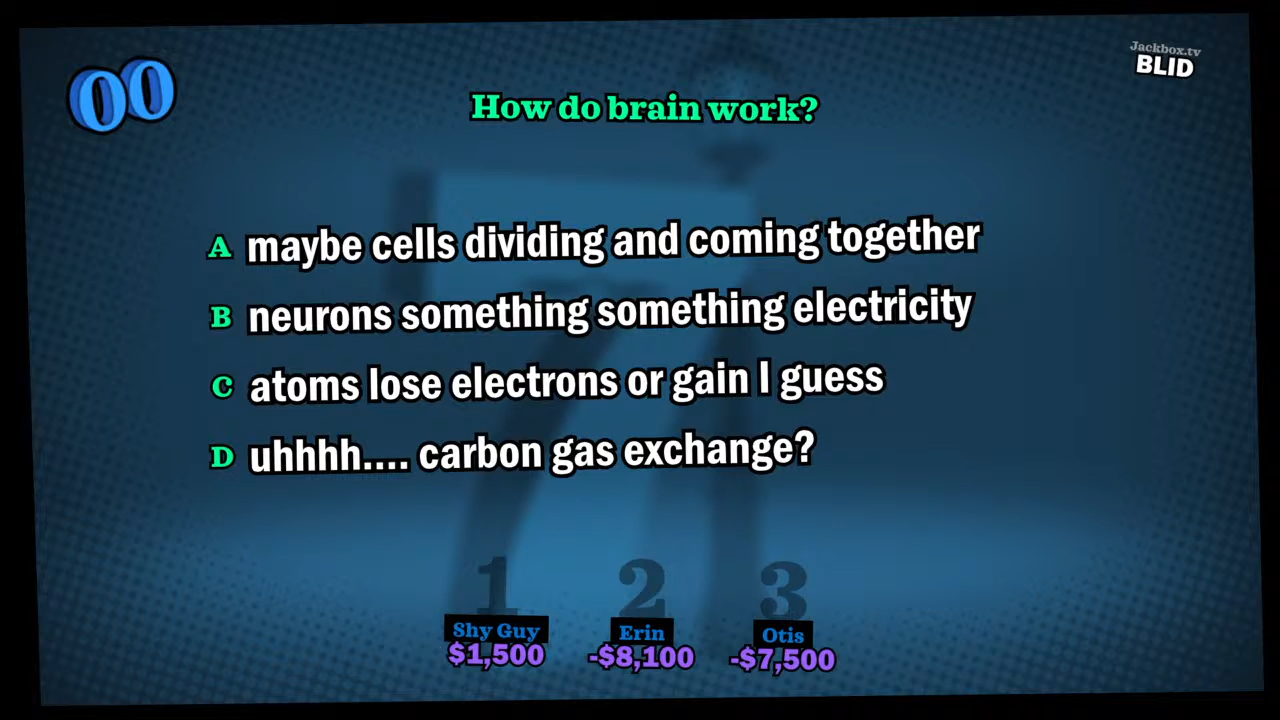 00
Jackbox.tv
BLID
How do brain work?
A maybe cells dividing and coming together
B neurons something something electricity
C atoms lose electrons or gain I guess
D uhhhh.... carbon gas exchange?
1 2 3
Shy Guy Erin Otis
$1,500 -$8,100 -$7,500